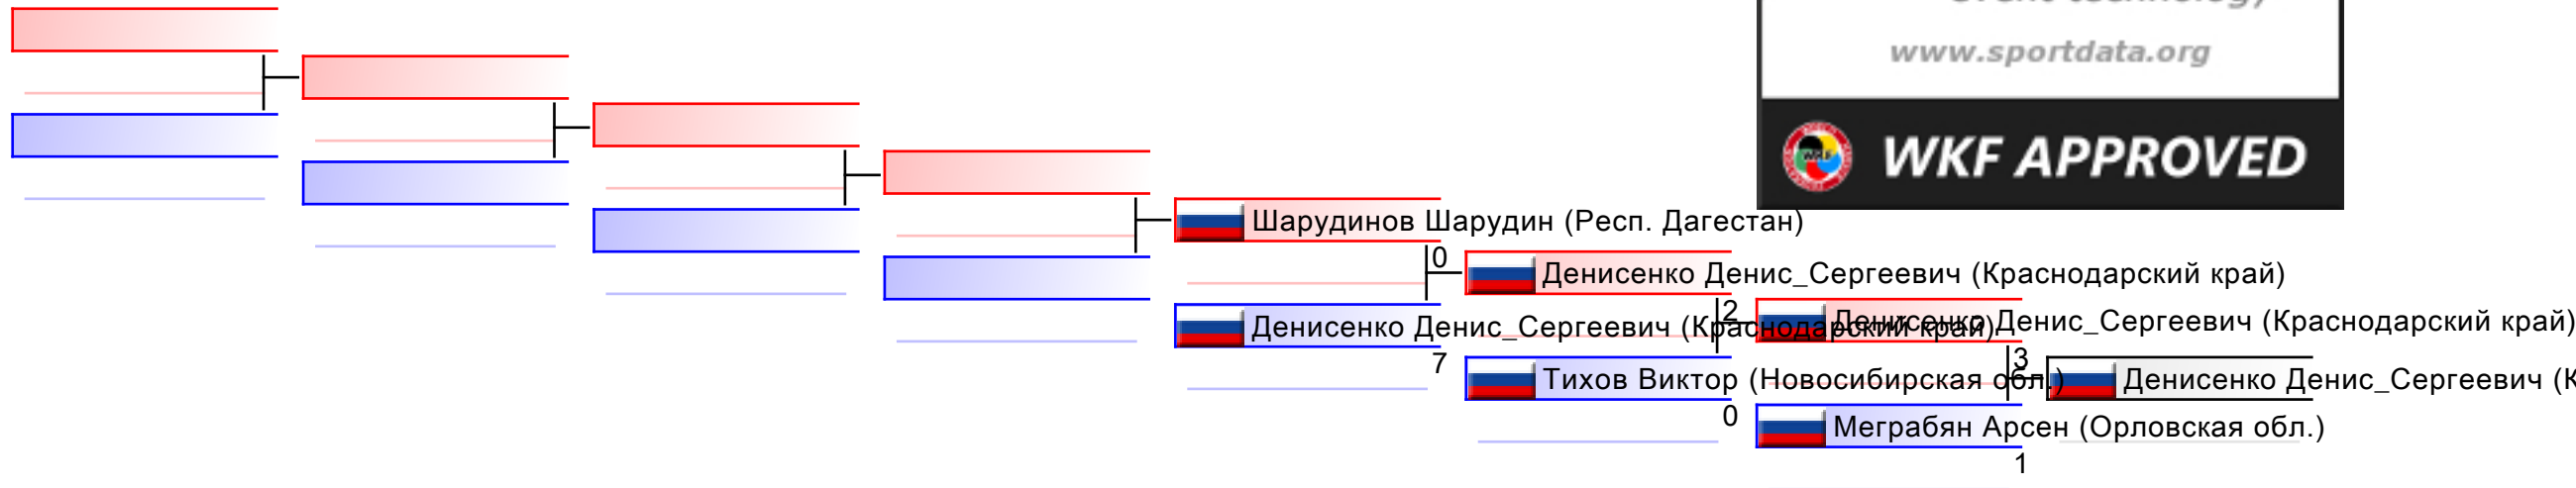 www.sportdata.org
WKF APPROVED
Шарудинов Шарудин (Респ. Дагестан)
0
Денисенко Денис_Сергеевич (Краснодарский край)
Денисенко Денис_Сергеевич (Краснодарский край)
7
2
Денисенко Денис_Сергеевич (Краснодарский край)
Тихов Виктор (Новосибирская обл.)
0
3
Денисенко Денис_Сергеевич (К
Меграбян Арсен (Орловская обл.)
1